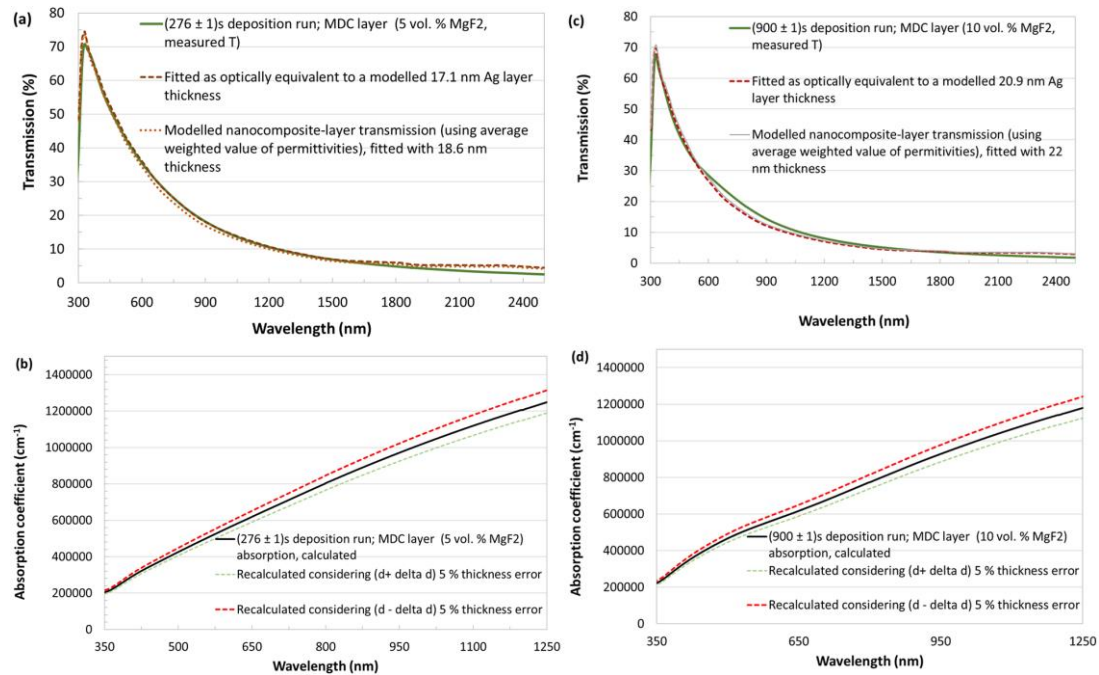 (a)
80
70
60
50
40
30
20
10
0
Transmission (%)
300 600 900 1200 1500 1800 2100 2400
Wavelength (nm)
(276 ± 1)s deposition run; MDC layer (5 vol. % MgF2,
measured T)
Fitted as optically equivalent to a modelled 17.1 nm Ag layer
thickness
Modelled nanocomposite-layer transmission (using average
weighted value of permittivities), fitted with 18.6 nm
thickness
(c)
80
70
60
50
40
30
20
10
0
Transmission (%)
300 600 900 1200 1500 1800 2100 2400
Wavelength (nm)
(900 ± 1)s deposition run; MDC layer (10 vol. % MgF2,
measured T)
Fitted as optically equivalent to a modelled 20.9 nm Ag
layer thickness
Modelled nanocomposite-layer transmission (using
average weighted value of permitivities), fitted with 22
nm thickness
(b)
1400000
1200000
1000000
800000
600000
400000
200000
0
Absorption coefficient (cm-1)
350 500 650 800 950 1100 1250
Wavelength (nm)
(276 ± 1)s deposition run; MDC layer (5 vol. % MgF2)
absorption, calculated
Recalculated considering (d+ delta d) 5 % thickness error
Recalculated considering (d - delta d) 5 % thickness error
(d)
1400000
1200000
1000000
800000
600000
400000
200000
0
Absorption coefficient (cm-1)
350 650 950 1250
Wavelength (nm)
(900 ± 1)s deposition run; MDC layer (10 vol. % MgF2)
absorption, calculated
Recalculated considering (d+ delta d) 5 % thickness error
Recalculated considering (d - delta d) 5 % thickness error